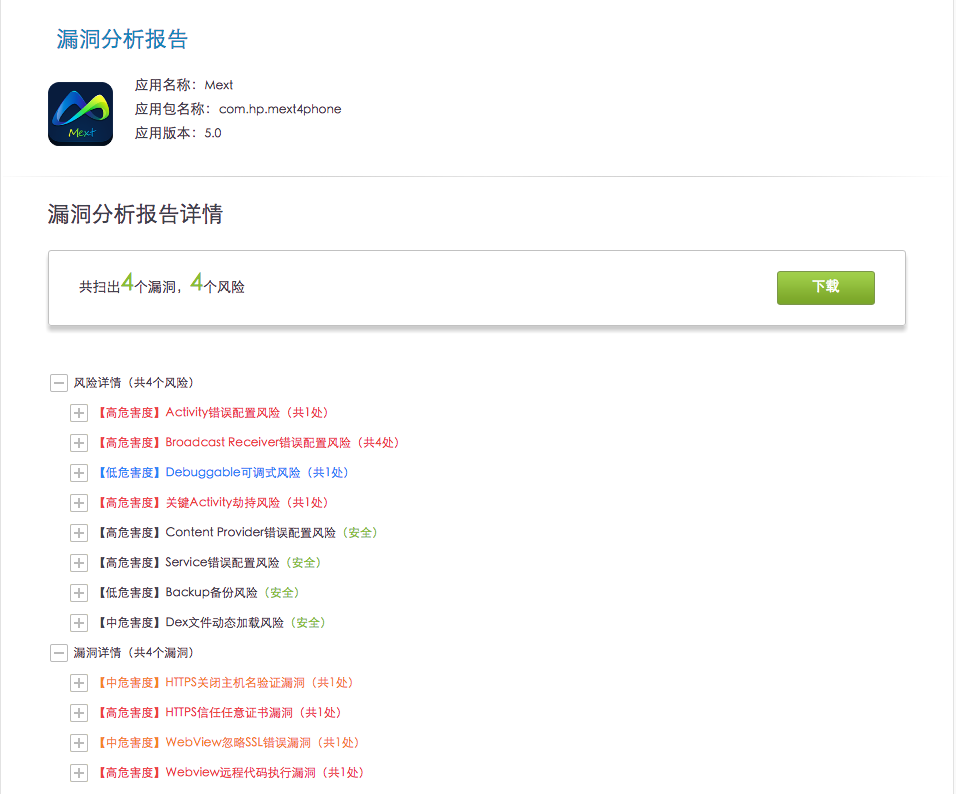 漏洞分析报告
Mext
应用名称：Mext
应用包名称：com.hp.mext4phone
应用版本：5.0
漏洞分析报告详情
共扫出4个漏洞，4个风险
下载
风险详情（共4个风险）
【高危害度】Activity错误配置风险（共1处）
【高危害度】Broadcast Receiver错误配置风险（共4处）
【低危害度】Debuggable可调式风险（共1处）
【高危害度】关键Activity劫持风险（共1处）
【高危害度】Content Provider错误配置风险（安全）
【高危害度】Service错误配置风险（安全）
【低危害度】Backup备份风险（安全）
【中危害度】Dex文件动态加载风险（安全）
漏洞详情（共4个漏洞）
【中危害度】HTTPS关闭主机名验证漏洞（共1处）
【高危害度】HTTPS信任任意证书漏洞（共1处）
【中危害度】WebView忽略SSL错误漏洞（共1处）
【高危害度】Webview远程代码执行漏洞（共1处）